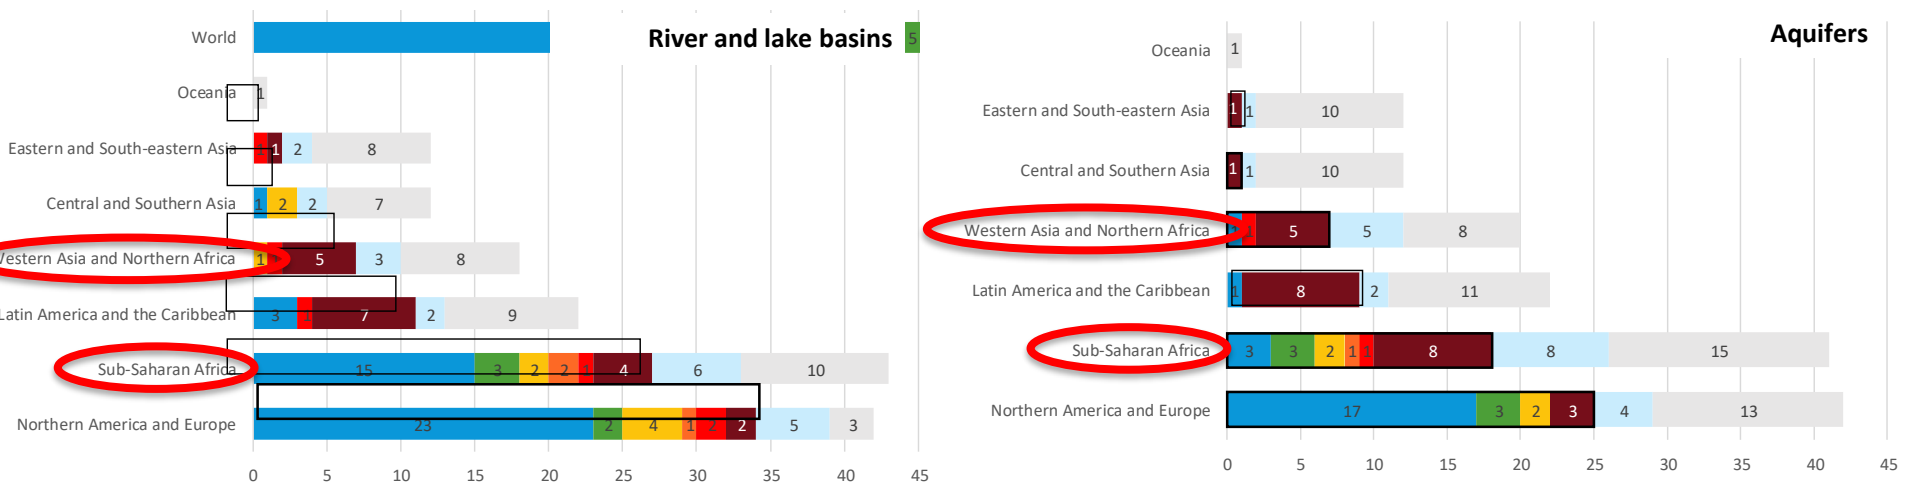 River and lake basins
World
5
Oceania
1
Eastern and South-eastern Asia
1 1 2 8
Central and Southern Asia
1 2 2 7
Western Asia and Northern Africa
1 5 3 8
Latin America and the Caribbean
3 1 7 2 9
Sub-Saharan Africa
15 3 2 2 1 4 6 10
Northern America and Europe
23 2 4 1 2 2 5 3
0 5 10 15 20 25 30 35 40 45
Aquifers
Oceania
1
Eastern and South-eastern Asia
1 1 10
Central and Southern Asia
1 1 10
Western Asia and Northern Africa
1 1 5 5 8
Latin America and the Caribbean
1 8 2 11
Sub-Saharan Africa
3 3 2 1 1 8 8 15
Northern America and Europe
17 3 2 3 4 13
0 5 10 15 20 25 30 35 40 45